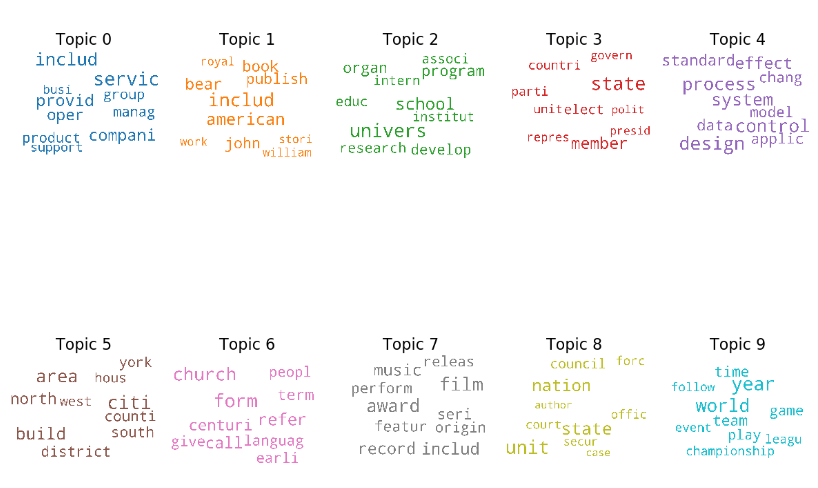 Topic 0
includ
servic
busi
provid group
oper manag
product compani
support
Topic 1
royal book
bear publish
includ
american
work john stori
william
Topic 2
organ associ
intern program
educ school
institut
univers
research develop
Topic 3
countri govern
parti state
unit elect polit
repres presid
member
Topic 4
standard effect
process chang
system
model
data control
design applic
Topic 5
york
area hous
north west citi
counti
build south
district
Topic 6
church peopl
form term
centuri refer
give call languag
earli
Topic 7
music releas
perform film
award seri
featur origin
record includ
Topic 8
council forc
nation
author
offic
court state
unit secur
case
Topic 9
time
follow year
world game
event team
play leagu
championship